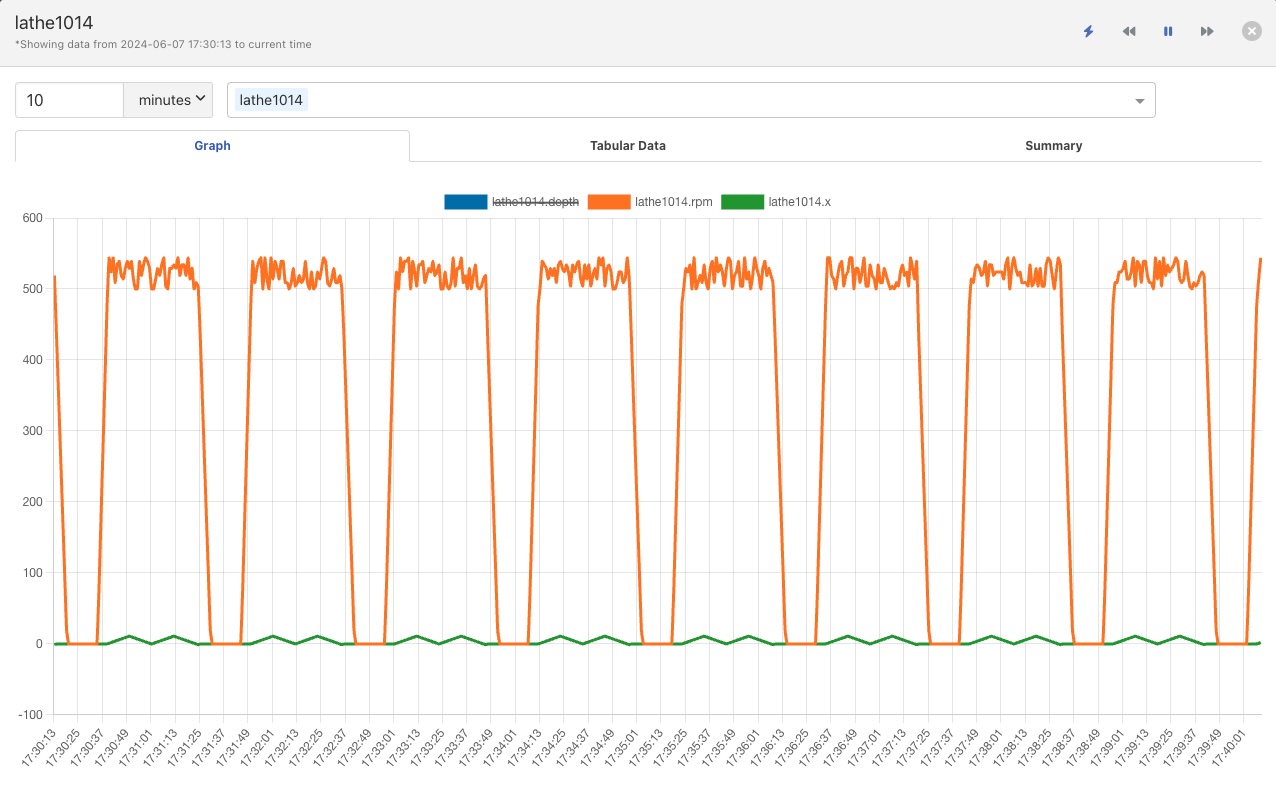 lathe1014
*Showing data from 2024-06-07 17:30:13 to current time
10 minutes lathe1014
Graph Tabular Data Summary
lathe1014.depth lathe1014.rpm lathe1014.x
600
500
400
300
200
100
0
-100
17:30:13 17:30:25 17:30:37 17:30:49 17:31:01 17:31:13 17:31:25 17:31:37 17:31:49 17:32:01 17:32:13 17:32:25 17:32:37 17:32:49 17:33:01 17:33:13 17:33:25 17:33:37 17:33:49 17:34:01 17:34:13 17:34:25 17:34:37 17:34:49 17:35:01 17:35:13 17:35:25 17:35:37 17:35:49 17:36:01 17:36:13 17:36:25 17:36:37 17:36:49 17:37:01 17:37:13 17:37:25 17:37:37 17:37:49 17:38:01 17:38:13 17:38:25 17:38:37 17:38:49 17:39:01 17:39:13 17:39:25 17:39:37 17:39:49 17:40:01